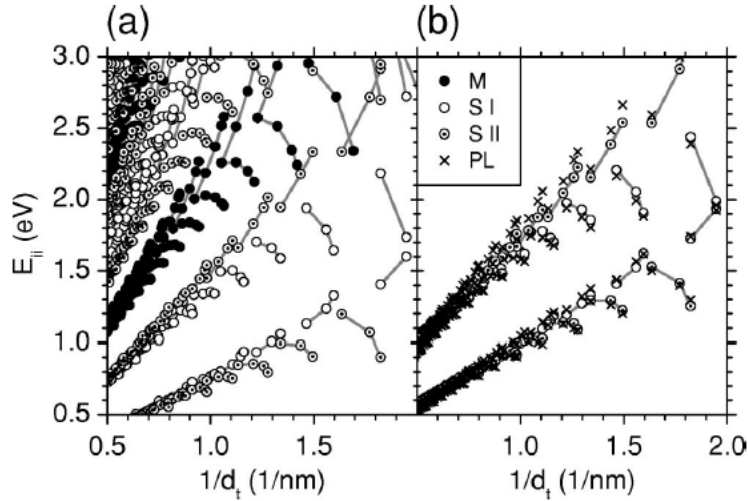 (a)
(b)
3.0
2.5
2.0
1.5
1.0
0.5
E_ii (eV)
M
S I
S II
PL
0.5 1.0 1.5
1.0 1.5 2.0
1/d_t (1/nm)
1/d_t (1/nm)